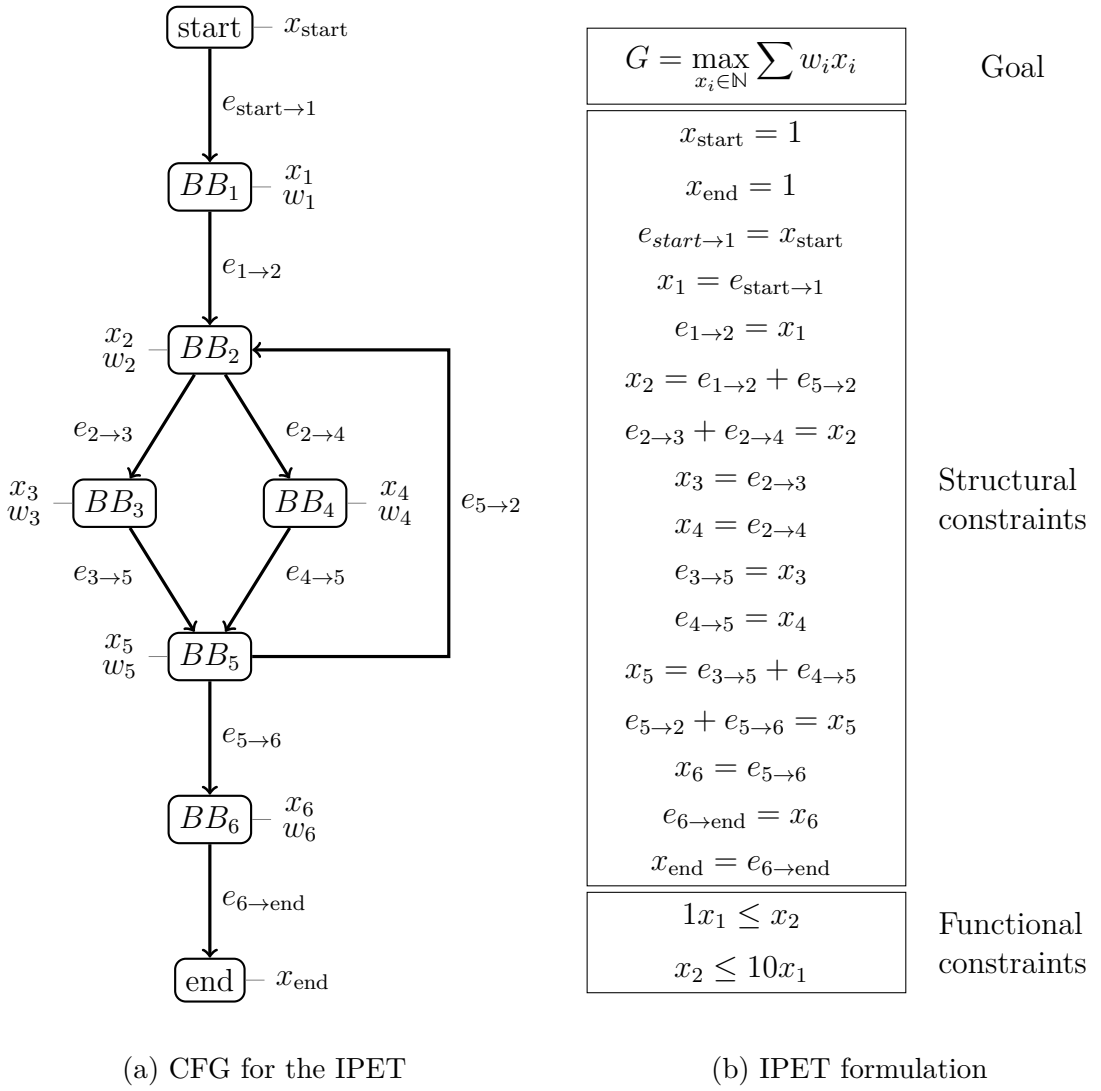 start
x_start
e_start→1
BB_1
x_1
w_1
e_1→2
x_2
w_2
BB_2
e_2→3
e_2→4
x_3
w_3
BB_3
BB_4
x_4
w_4
e_5→2
e_3→5
e_4→5
x_5
w_5
BB_5
e_5→6
BB_6
x_6
w_6
e_6→end
end
x_end
(a) CFG for the IPET
G = max_{x_i∈ℕ} ∑ w_i x_i
Goal
x_start = 1
x_end = 1
e_start→1 = x_start
x_1 = e_start→1
e_1→2 = x_1
x_2 = e_1→2 + e_5→2
e_2→3 + e_2→4 = x_2
x_3 = e_2→3
x_4 = e_2→4
e_3→5 = x_3
e_4→5 = x_4
x_5 = e_3→5 + e_4→5
e_5→2 + e_5→6 = x_5
x_6 = e_5→6
e_6→end = x_6
x_end = e_6→end
Structural
constraints
1x_1 ≤ x_2
x_2 ≤ 10x_1
Functional
constraints
(b) IPET formulation